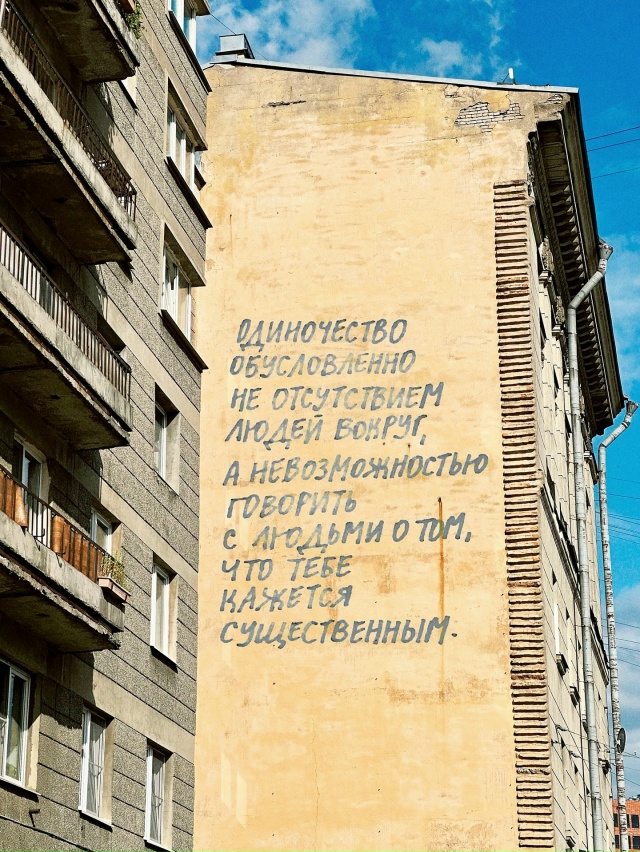 ОДИНОЧЕСТВО
ОБУСЛОВЛЕННО
НЕ ОТСУТСТВИЕМ
ЛЮДЕЙ ВОКРУГ,
А НЕВОЗМОЖНОСТЬЮ
ГОВОРИТЬ
С ЛЮДЬМИ О ТОМ,
ЧТО ТЕБЕ
КАЖЕТСЯ
СУЩЕСТВЕННЫМ.